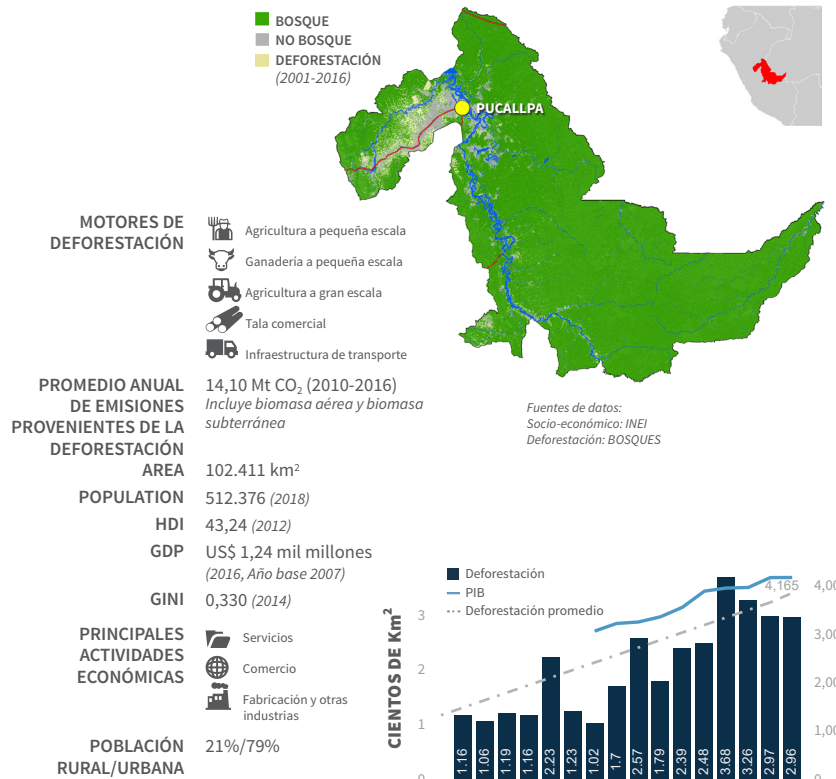 BOSQUE
NO BOSQUE
DEFORESTACIÓN
(2001-2016)
PUCALLPA
MOTORES DE
DEFORESTACIÓN
Agricultura a pequeña escala
Ganadería a pequeña escala
Agricultura a gran escala
Tala comercial
Infraestructura de transporte
PROMEDIO ANUAL
DE EMISIONES
PROVENIENTES DE LA
DEFORESTACIÓN
14,10 Mt CO₂ (2010-2016)
Incluye biomasa aérea y biomasa
subterránea
Fuentes de datos:
Socio-económico: INEI
Deforestación: BOSQUES
AREA 102.411 km²
POPULATION 512.376 (2018)
HDI 43,24 (2012)
GDP US$ 1,24 mil millones
(2016, Año base 2007)
GINI 0,330 (2014)
PRINCIPALES
ACTIVIDADES
ECONÓMICAS
Servicios
Comercio
Fabricación y otras
industrias
POBLACIÓN
RURAL/URBANA
21%/79%
Deforestación
PIB
Deforestación promedio
CIENTOS DE Km²
3
2
1
0
1.16
1.06
1.19
1.16
2.23
1.23
1.02
1.7
2.57
1.79
2.39
2.48
3.68
3.26
2.97
2.96
4,165
4,00
3,00
2,00
1,00
0